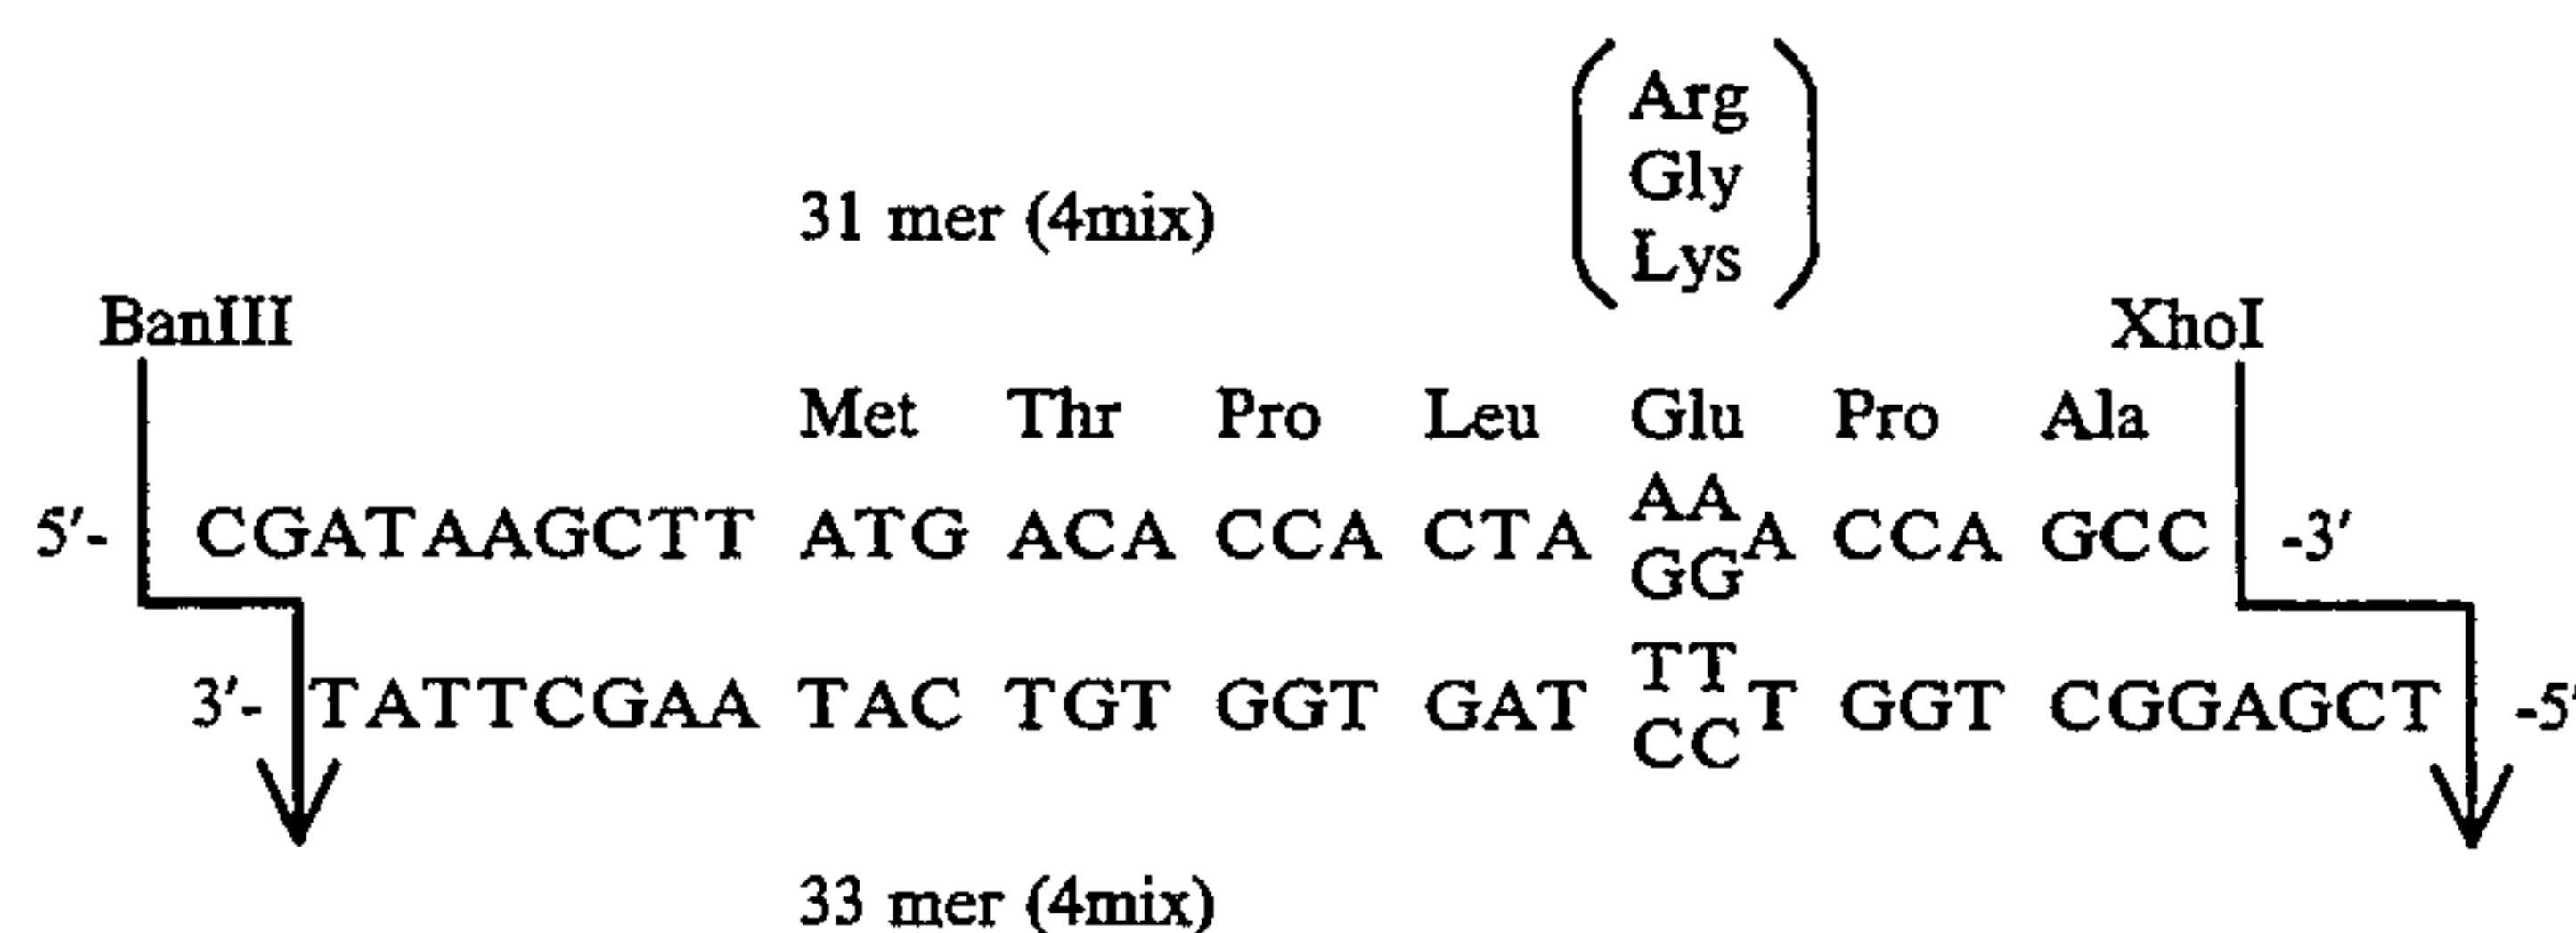 Arg
Gly
31 mer (4mix)
Lys
BanIII XhoI
Met Thr Pro Leu Glu Pro Ala
AA
5'- CGATAAGCTT ATG ACA CCA CTA A CCA GCC -3'
GG
TT
3'- TATTCGAA TAC TGT GGT GAT T GGT CGGAGCT -5'
CC
33 mer (4mix)